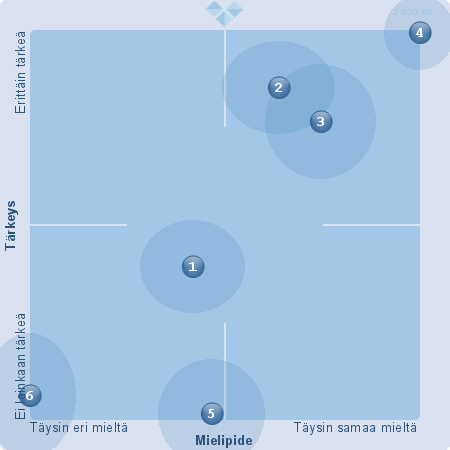 z-scored
4
Erittäin tärkeä
2
3
Tärkeys
1
Ei lainkaan tärkeä
6
5
Täysin eri mieltä
Täysin samaa mieltä
Mielipide